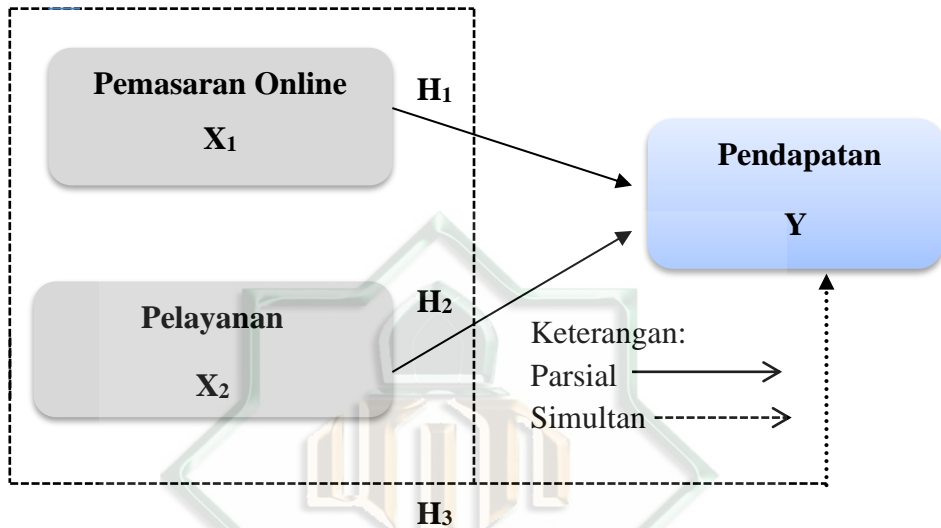 Pemasaran Online
X1
H1
Pendapatan
Y
Pelayanan
X2
H2
Keterangan:
Parsial
Simultan
H3